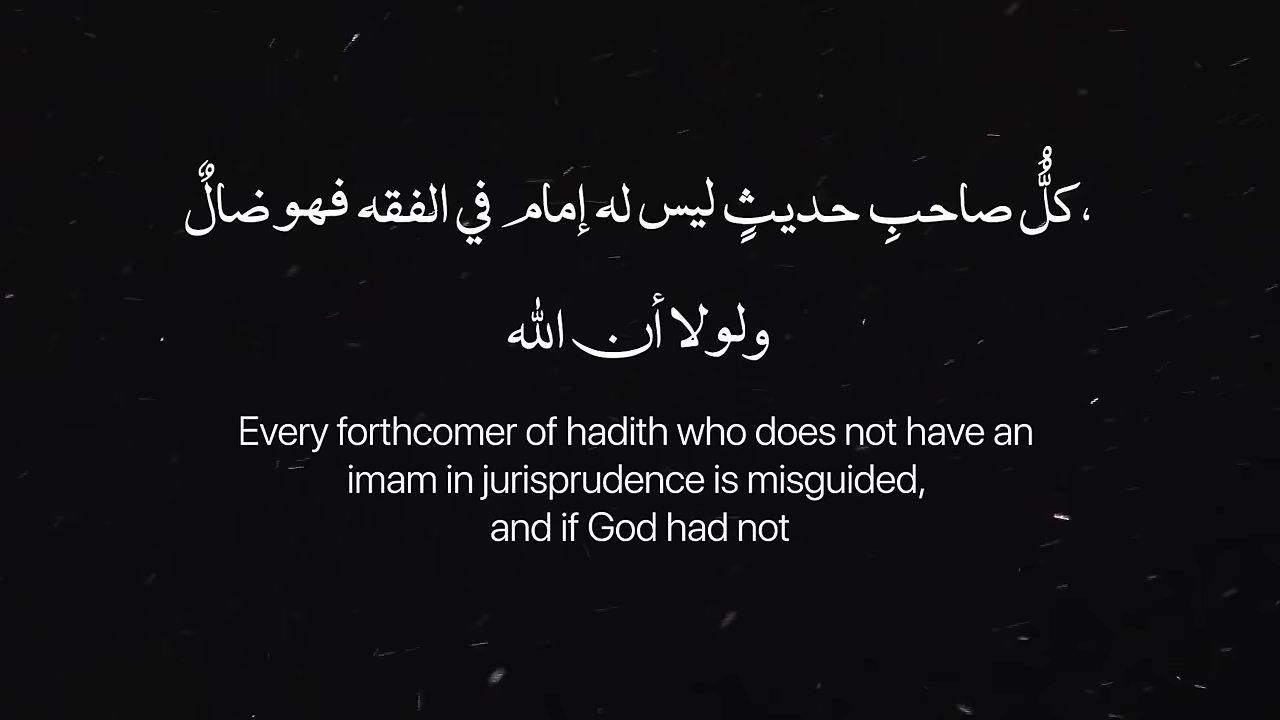 كلُّ صاحبِ حديثٍ ليس له إمام في الفقه فهو ضالٌ،
ولولا أن الله
Every forthcomer of hadith who does not have an
imam in jurisprudence is misguided,
and if God had not